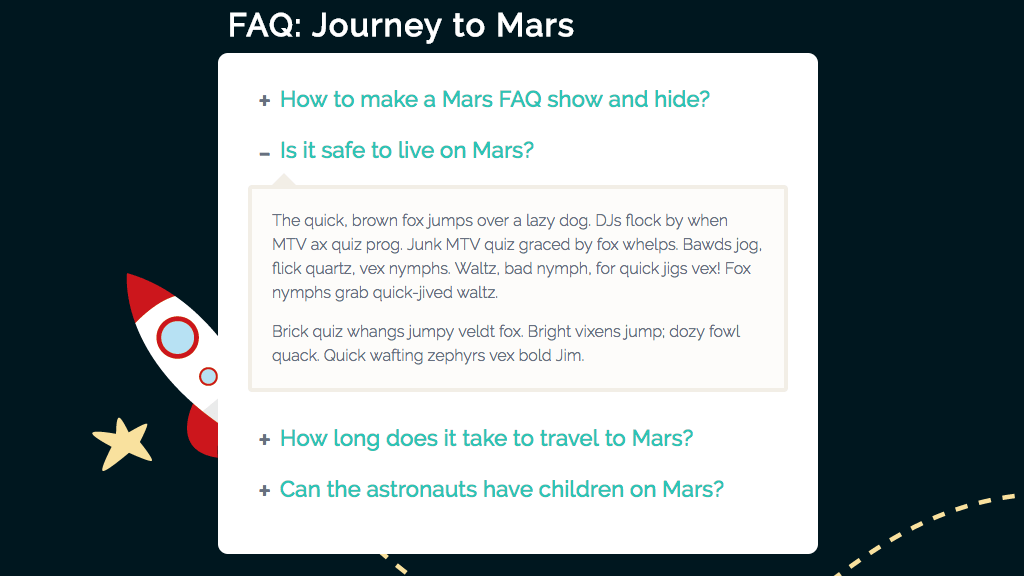 FAQ: Journey to Mars
+ How to make a Mars FAQ show and hide?
– Is it safe to live on Mars?
The quick, brown fox jumps over a lazy dog. DJs flock by when
MTV ax quiz prog. Junk MTV quiz graced by fox whelps. Bawds jog,
flick quartz, vex nymphs. Waltz, bad nymph, for quick jigs vex! Fox
nymphs grab quick-jived waltz.
Brick quiz whangs jumpy veldt fox. Bright vixens jump; dozy fowl
quack. Quick wafting zephyrs vex bold Jim.
+ How long does it take to travel to Mars?
+ Can the astronauts have children on Mars?